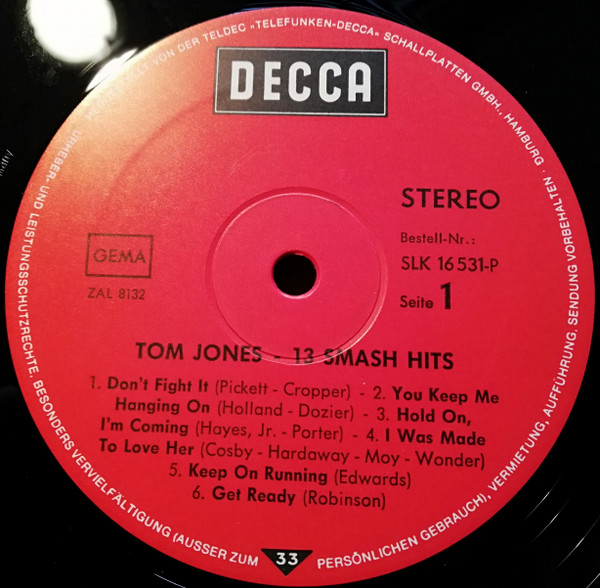 DECCA
STEREO
Bestell-Nr.:
SLK 16 531-P
Seite 1
GEMA
ZAL 8132
TOM JONES - 13 SMASH HITS
1. Don't Fight It (Pickett - Cropper) - 2. You Keep Me
Hanging On (Holland - Dozier) - 3. Hold On,
I'm Coming (Hayes, Jr. - Porter) - 4. I Was Made
To Love Her (Cosby - Hardaway - Moy - Wonder)
5. Keep On Running (Edwards)
6. Get Ready (Robinson)
33
VON DER TELDEC »TELEFUNKEN-DECCA« SCHALLPLATTEN GMBH., HAMBURG · URHEBER- UND LEISTUNGSSCHUTZRECHTE, BESONDERS VERVIELFÄLTIGUNG (AUSSER ZUM PERSÖNLICHEN GEBRAUCH), VERMIETUNG, AUFFÜHRUNG, SENDUNG VORBEHALTEN ·